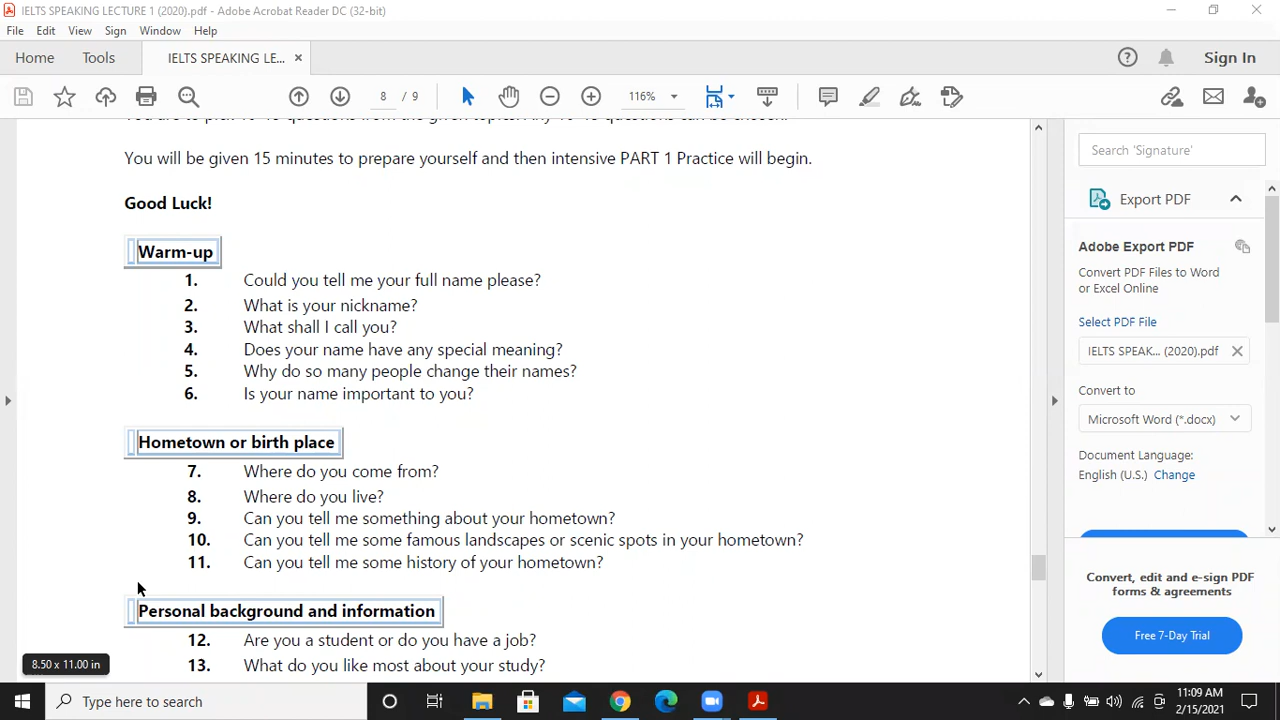 IELTS SPEAKING LECTURE 1 (2020).pdf - Adobe Acrobat Reader DC (32-bit)
File Edit View Sign Window Help
Home Tools IELTS SPEAKING LE... × Sign In
8 / 9 116%
You will be given 15 minutes to prepare yourself and then intensive PART 1 Practice will begin.
Good Luck!
Warm-up
1. Could you tell me your full name please?
2. What is your nickname?
3. What shall I call you?
4. Does your name have any special meaning?
5. Why do so many people change their names?
6. Is your name important to you?
Hometown or birth place
7. Where do you come from?
8. Where do you live?
9. Can you tell me something about your hometown?
10. Can you tell me some famous landscapes or scenic spots in your hometown?
11. Can you tell me some history of your hometown?
Personal background and information
12. Are you a student or do you have a job?
13. What do you like most about your study?
8.50 x 11.00 in
Search 'Signature'
Export PDF
Adobe Export PDF
Convert PDF Files to Word
or Excel Online
Select PDF File
IELTS SPEAK... (2020).pdf
Convert to
Microsoft Word (*.docx)
Document Language:
English (U.S.) Change
Convert, edit and e-sign PDF
forms & agreements
Free 7-Day Trial
Type here to search
11:09 AM
2/15/2021